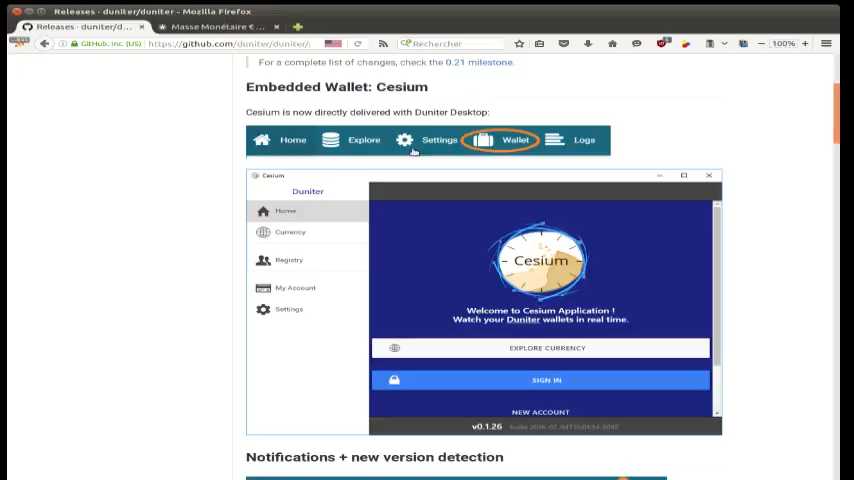 Releases · duniter/duniter - Mozilla Firefox
Releases · duniter/d... × Masse Monétaire € ... ×
GitHub, Inc. (US) https://github.com/duniter/duniter/ Rechercher 100%
For a complete list of changes, check the 0.21 milestone.
Embedded Wallet: Cesium
Cesium is now directly delivered with Duniter Desktop:
Home Explore Settings Wallet Logs
Cesium
Duniter
Home
Currency
Registry
My Account
Settings
Cesium
Welcome to Cesium Application !
Watch your Duniter wallets in real time.
EXPLORE CURRENCY
SIGN IN
NEW ACCOUNT
v0.1.26
Notifications + new version detection